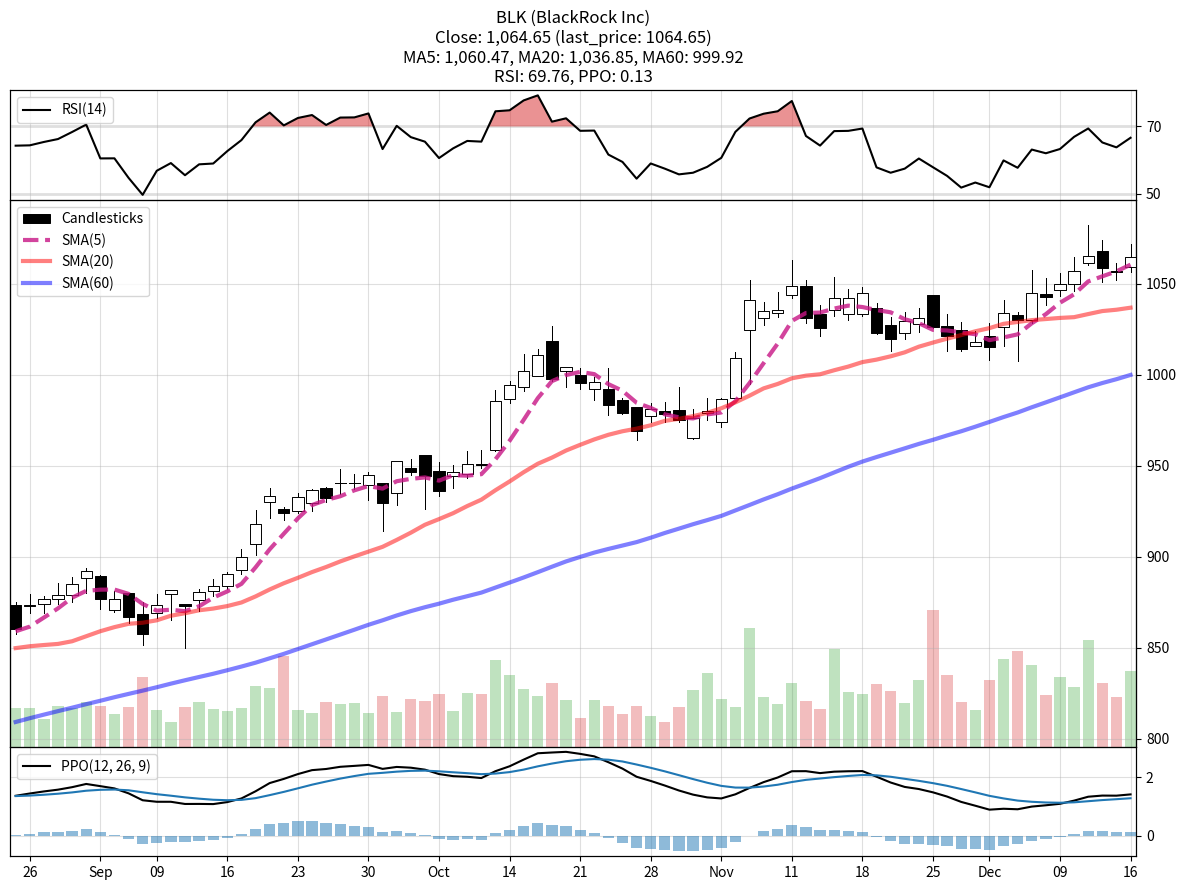 BLK (BlackRock Inc)
Close: 1,064.65 (last_price: 1064.65)
MA5: 1,060.47, MA20: 1,036.85, MA60: 999.92
RSI: 69.76, PPO: 0.13
RSI(14)
70
50
Candlesticks
SMA(5)
SMA(20)
SMA(60)
1050
1000
950
900
850
800
PPO(12, 26, 9)
2
0
26 Sep 09 16 23 30 Oct 14 21 28 Nov 11 18 25 Dec 09 16